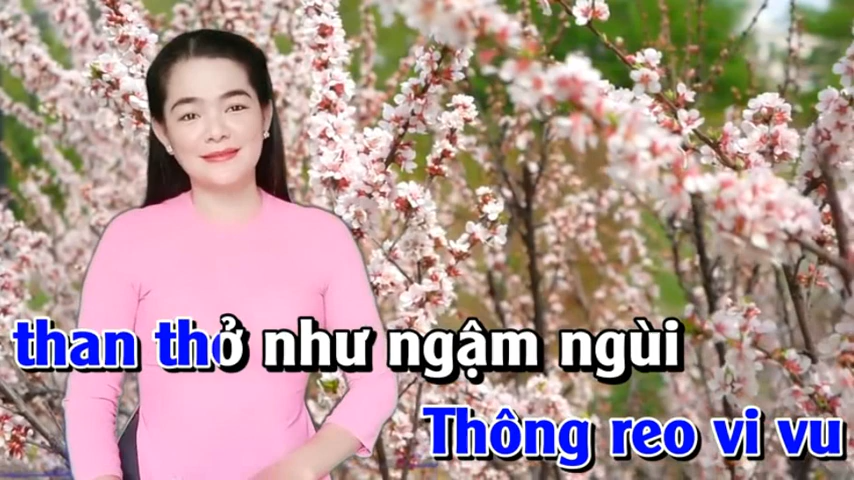 than thở như ngậm ngùi
Thông reo vi vu